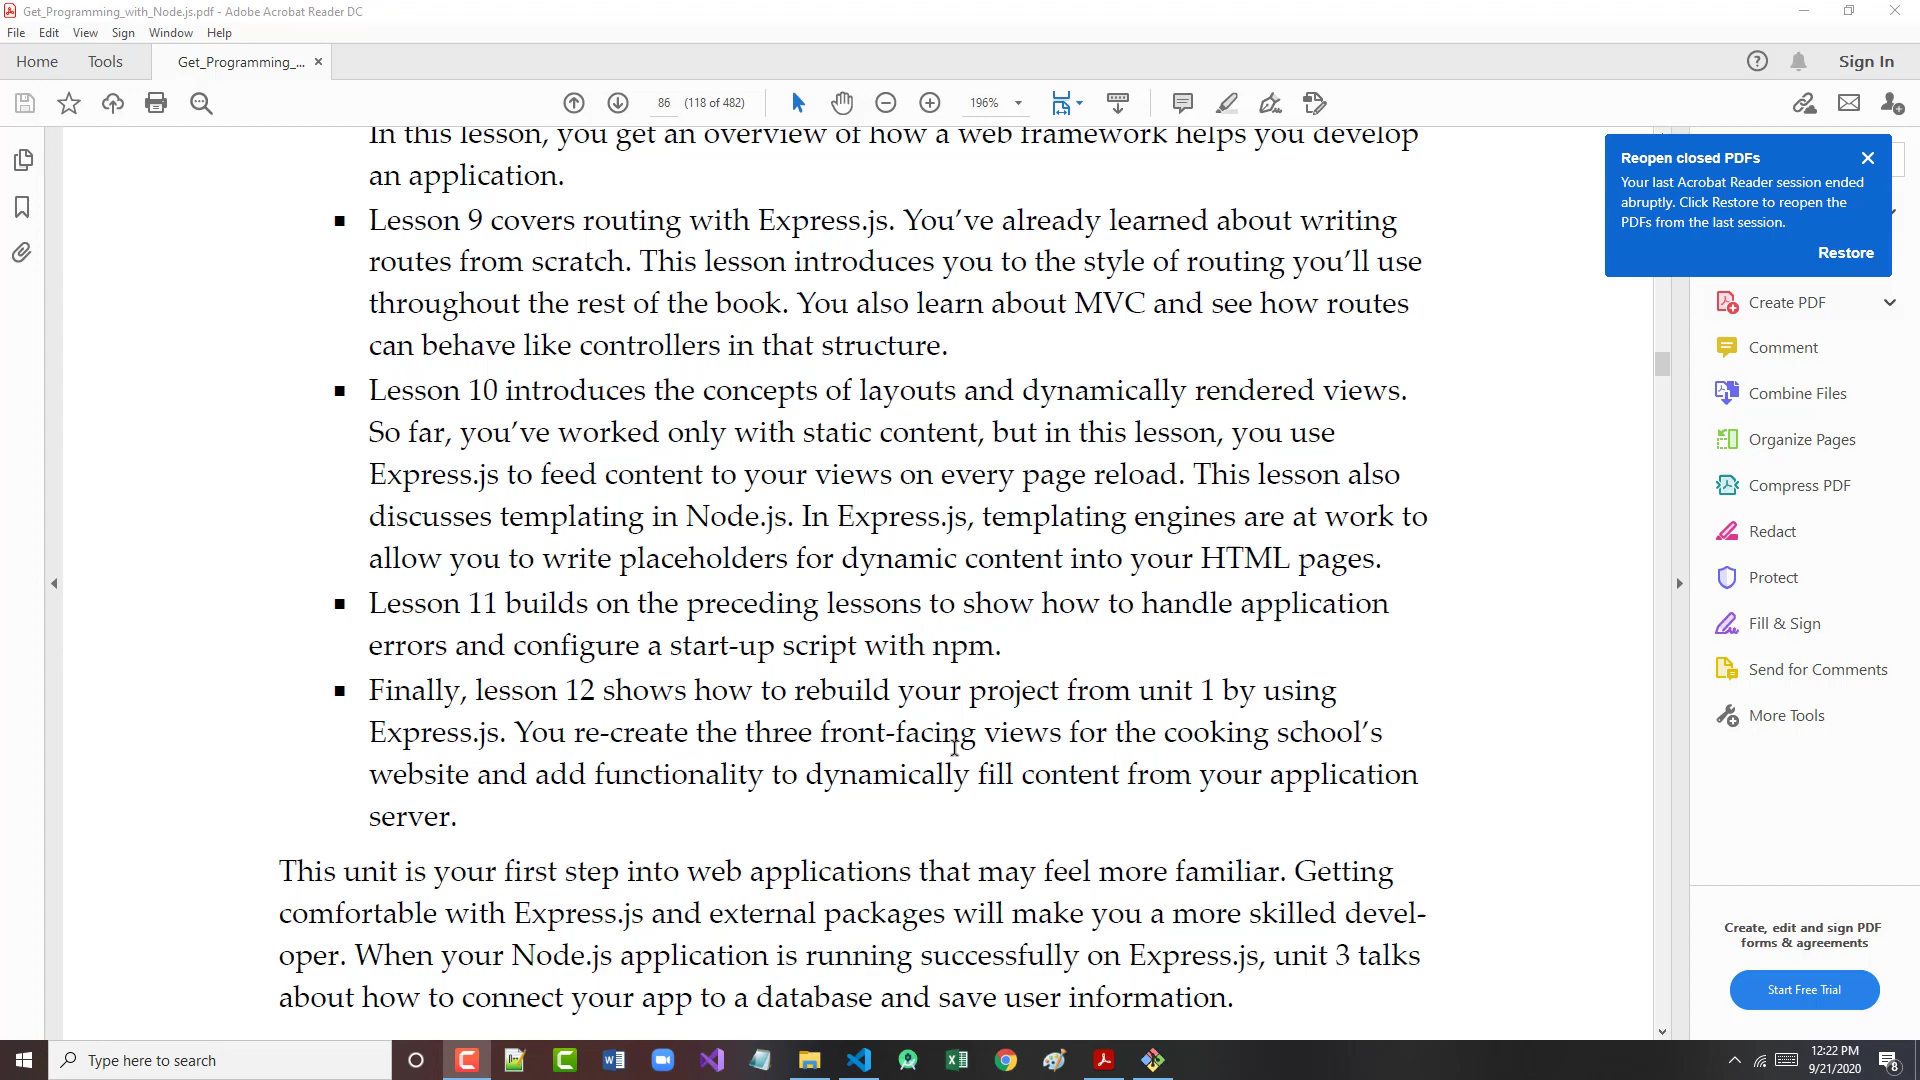 Get_Programming_with_Node.js.pdf - Adobe Acrobat Reader DC
File Edit View Sign Window Help
Home Tools Get_Programming_... × Sign In
86 (118 of 482) 196%
In this lesson, you get an overview of how a web framework helps you develop
an application.
▪ Lesson 9 covers routing with Express.js. You’ve already learned about writing
routes from scratch. This lesson introduces you to the style of routing you’ll use
throughout the rest of the book. You also learn about MVC and see how routes
can behave like controllers in that structure.
▪ Lesson 10 introduces the concepts of layouts and dynamically rendered views.
So far, you’ve worked only with static content, but in this lesson, you use
Express.js to feed content to your views on every page reload. This lesson also
discusses templating in Node.js. In Express.js, templating engines are at work to
allow you to write placeholders for dynamic content into your HTML pages.
▪ Lesson 11 builds on the preceding lessons to show how to handle application
errors and configure a start-up script with npm.
▪ Finally, lesson 12 shows how to rebuild your project from unit 1 by using
Express.js. You re-create the three front-facing views for the cooking school’s
website and add functionality to dynamically fill content from your application
server.
This unit is your first step into web applications that may feel more familiar. Getting
comfortable with Express.js and external packages will make you a more skilled devel-
oper. When your Node.js application is running successfully on Express.js, unit 3 talks
about how to connect your app to a database and save user information.
Reopen closed PDFs
Your last Acrobat Reader session ended
abruptly. Click Restore to reopen the
PDFs from the last session.
Restore
Create PDF
Comment
Combine Files
Organize Pages
Compress PDF
Redact
Protect
Fill & Sign
Send for Comments
More Tools
Create, edit and sign PDF
forms & agreements
Start Free Trial
Type here to search
12:22 PM
9/21/2020
8